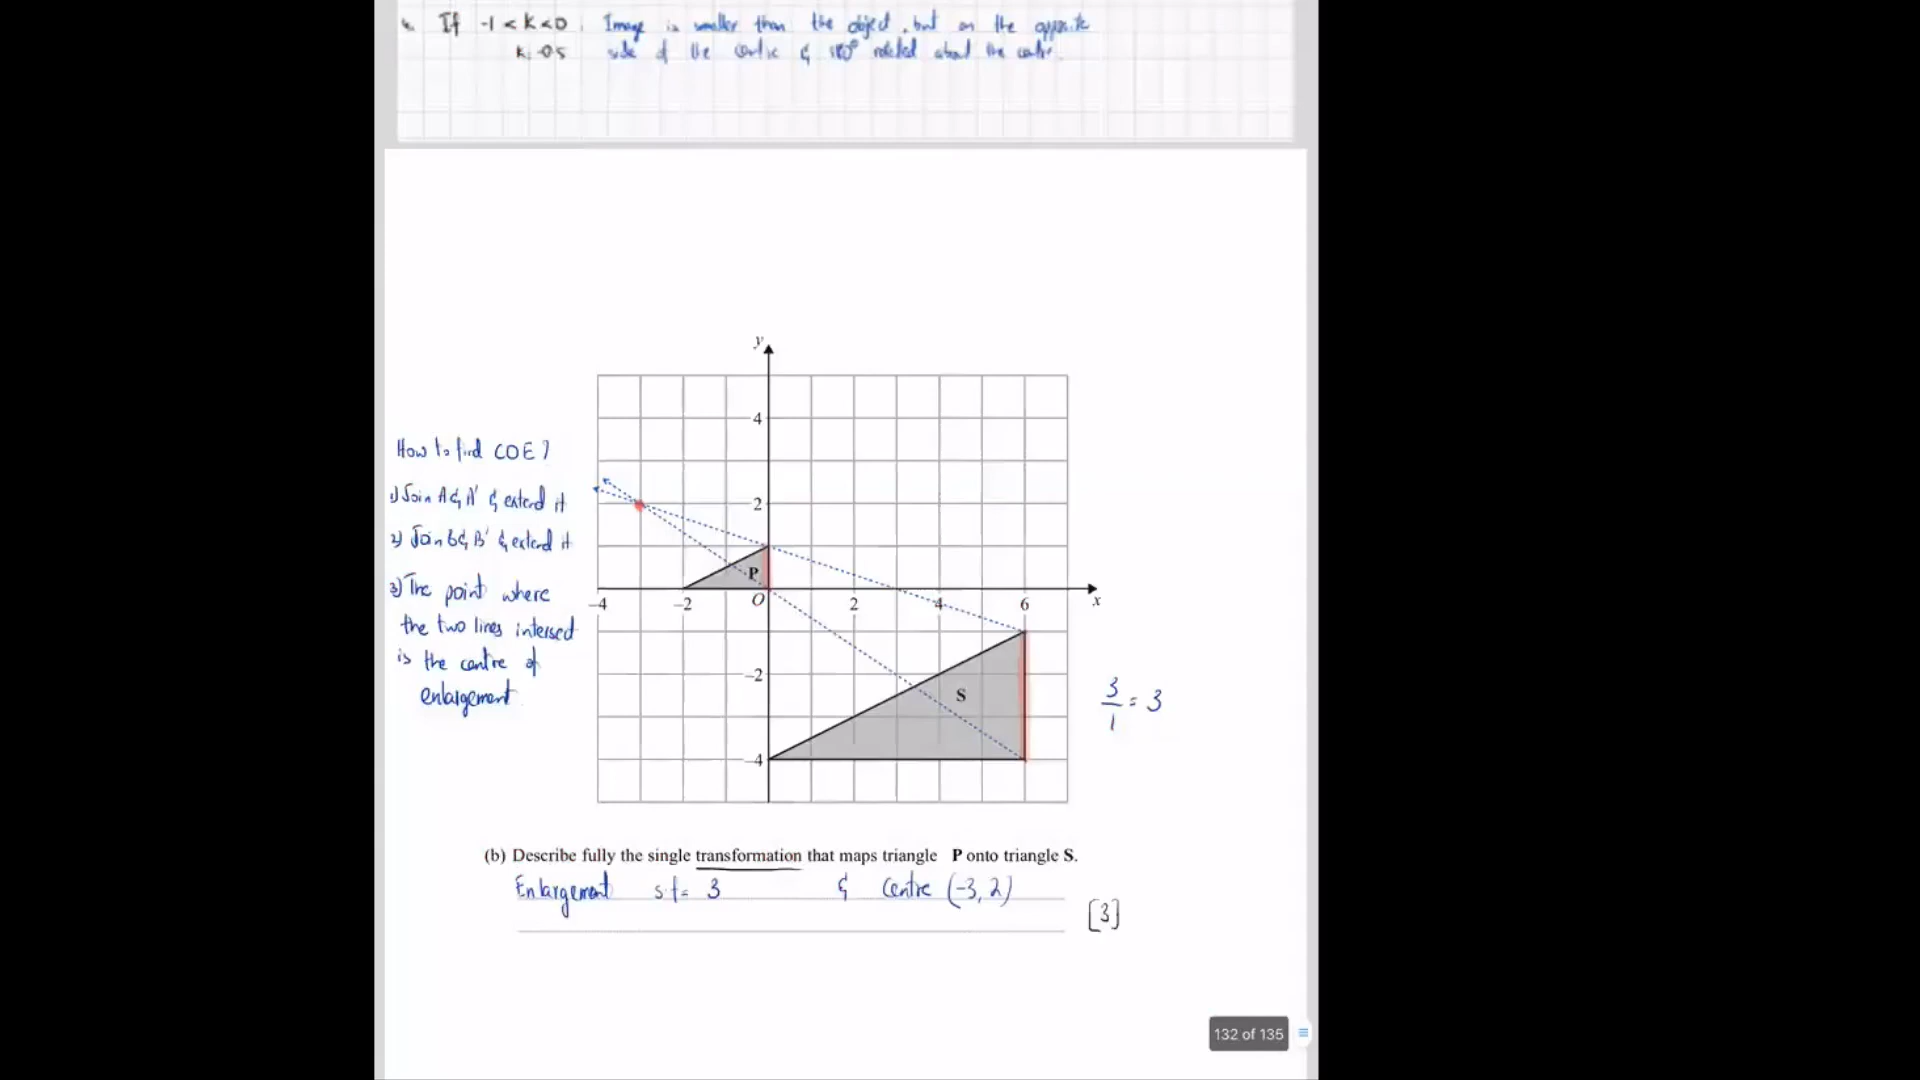 If -1 < K < 0 : Image is smaller than the object, but on the opposite
K: -0.5 side of the centre & 180° rotated about the centre.
y
4
How to find COE?
1) Join A & A' & extend it
2
2) Join B & B' & extend it
3) The point where
the two lines intersed
is the centre of
enlargement
P
-4 -2 O 2 4 6 x
-2
S
3/1 = 3
-4
(b) Describe fully the single transformation that maps triangle P onto triangle S.
Enlargement s.f = 3 & Centre (-3, 2)
[3]
132 of 135